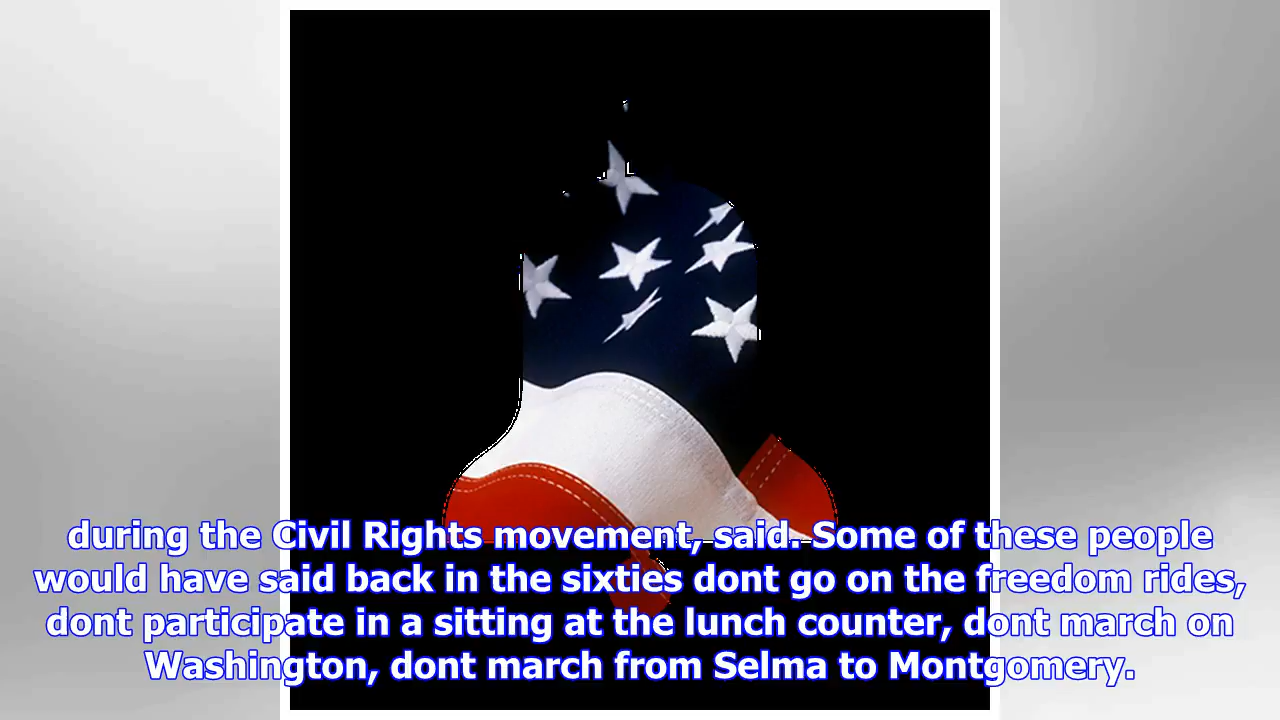 during the Civil Rights movement, said. Some of these people
would have said back in the sixties dont go on the freedom rides,
dont participate in a sitting at the lunch counter, dont march on
Washington, dont march from Selma to Montgomery.